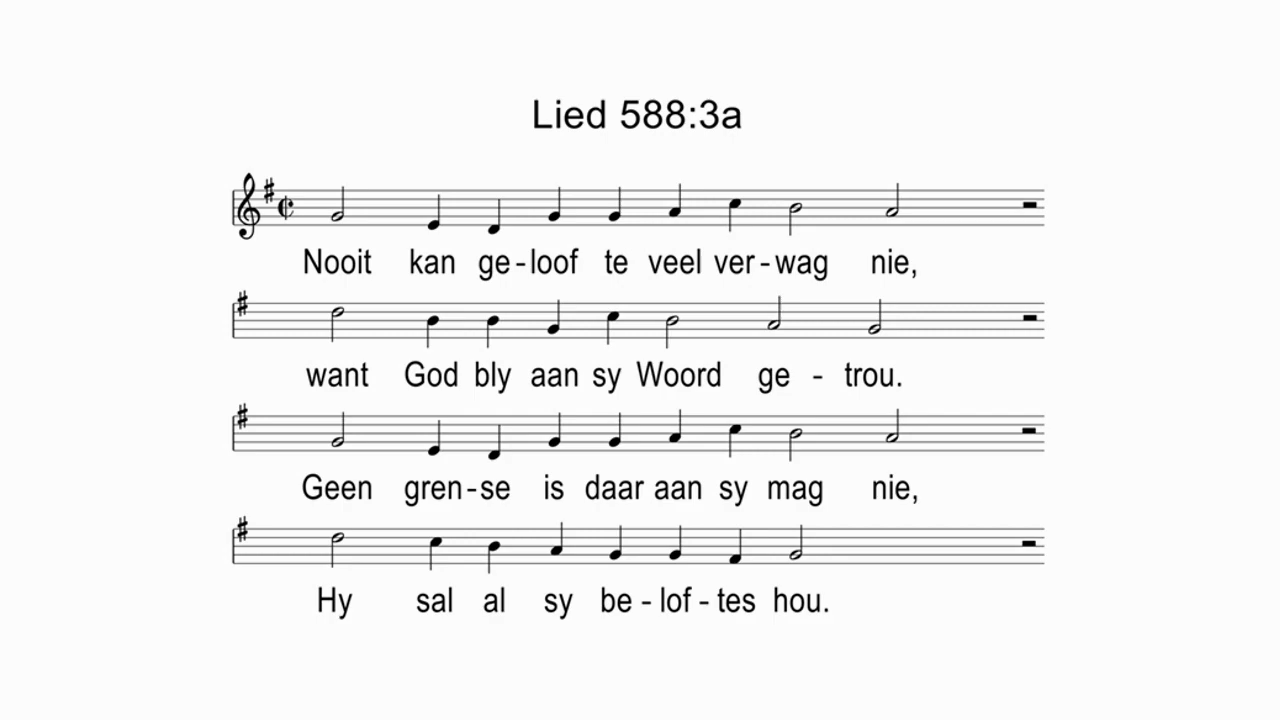 Lied 588:3a
Nooit kan ge-loof te veel ver-wag nie,
want God bly aan sy Woord ge - trou.
Geen gren-se is daar aan sy mag nie,
Hy sal al sy be - lof - tes hou.